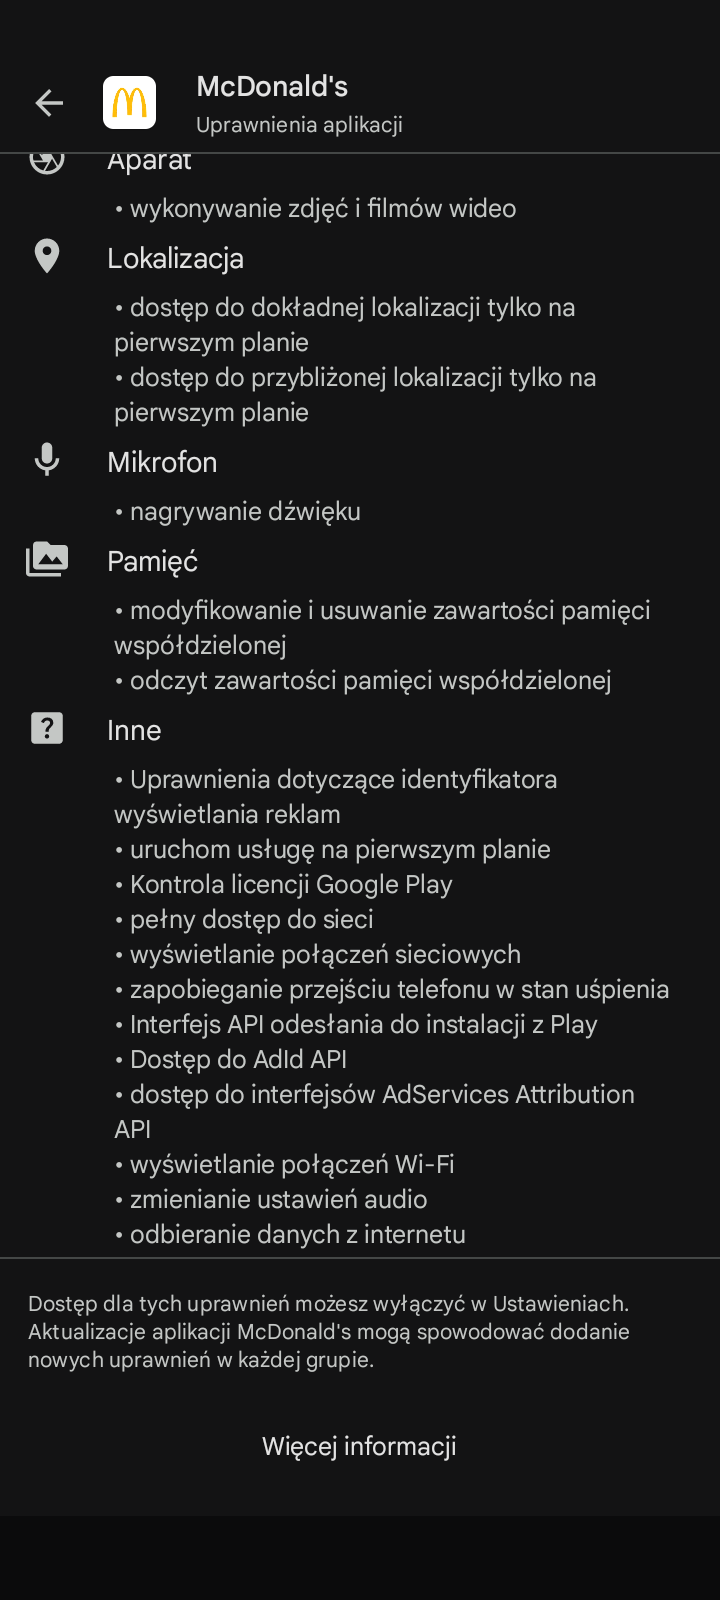 McDonald's
Uprawnienia aplikacji
Aparat
• wykonywanie zdjęć i filmów wideo
Lokalizacja
• dostęp do dokładnej lokalizacji tylko na
pierwszym planie
• dostęp do przybliżonej lokalizacji tylko na
pierwszym planie
Mikrofon
• nagrywanie dźwięku
Pamięć
• modyfikowanie i usuwanie zawartości pamięci
współdzielonej
• odczyt zawartości pamięci współdzielonej
Inne
• Uprawnienia dotyczące identyfikatora
wyświetlania reklam
• uruchom usługę na pierwszym planie
• Kontrola licencji Google Play
• pełny dostęp do sieci
• wyświetlanie połączeń sieciowych
• zapobieganie przejściu telefonu w stan uśpienia
• Interfejs API odesłania do instalacji z Play
• Dostęp do AdId API
• dostęp do interfejsów AdServices Attribution
API
• wyświetlanie połączeń Wi-Fi
• zmienianie ustawień audio
• odbieranie danych z internetu
Dostęp dla tych uprawnień możesz wyłączyć w Ustawieniach.
Aktualizacje aplikacji McDonald's mogą spowodować dodanie
nowych uprawnień w każdej grupie.
Więcej informacji